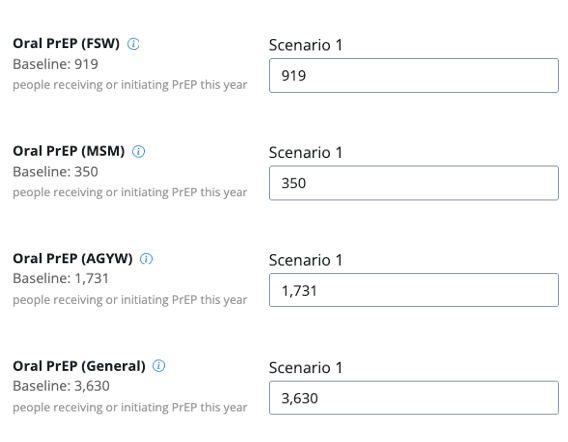 Oral PrEP (FSW)
Scenario 1
Baseline: 919
919
people receiving or initiating PrEP this year
Oral PrEP (MSM)
Scenario 1
Baseline: 350
350
people receiving or initiating PrEP this year
Oral PrEP (AGYW)
Scenario 1
Baseline: 1,731
1,731
people receiving or initiating PrEP this year
Oral PrEP (General)
Scenario 1
Baseline: 3,630
3,630
people receiving or initiating PrEP this year